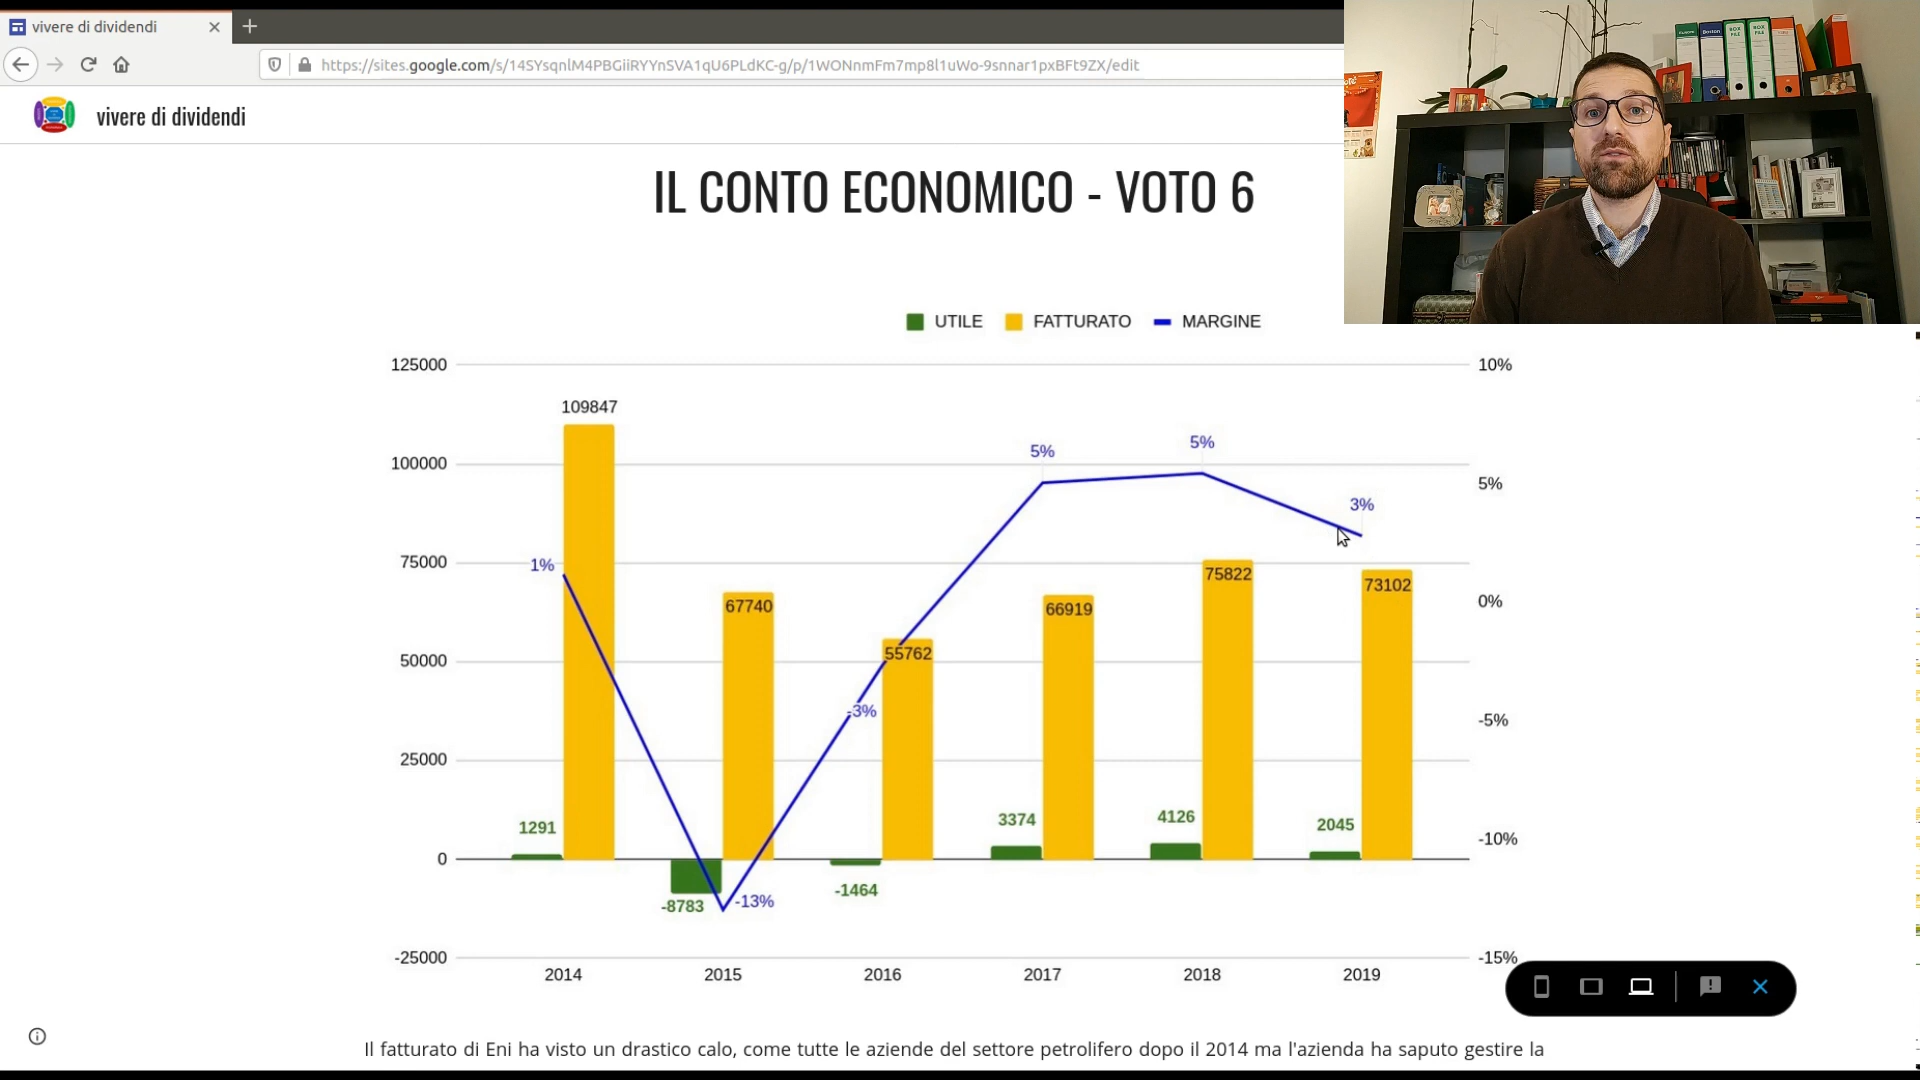 vivere di dividendi
https://sites.google.com/s/14SYsqnlM4PBGiiRYYnSVA1qU6PLdKC-g/p/1WONnmFm7mp8l1uWo-9snnar1pxBFt9ZX/edit
vivere di dividendi
IL CONTO ECONOMICO - VOTO 6
UTILE FATTURATO MARGINE
125000 10%
109847
100000 5% 5% 5%
3%
75000 1% 75822 73102 0%
67740 66919
50000 55762
-3% -5%
25000
1291 3374 4126 2045 -10%
0
-8783 -13% -1464
-25000 -15%
2014 2015 2016 2017 2018 2019
Il fatturato di Eni ha visto un drastico calo, come tutte le aziende del settore petrolifero dopo il 2014 ma l'azienda ha saputo gestire la